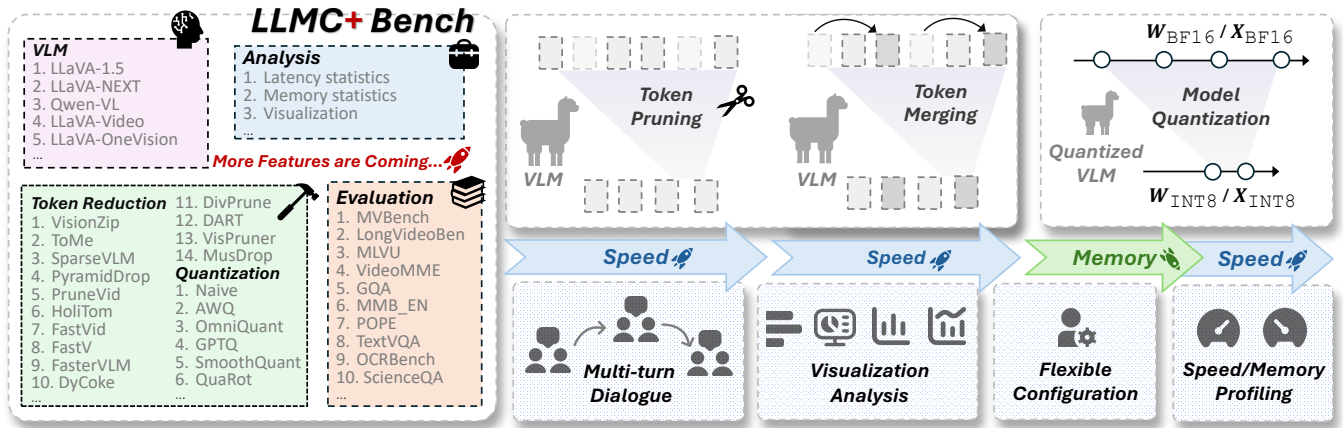 LLMC+ Bench
VLM
1. LLaVA-1.5
2. LLaVA-NEXT
3. Qwen-VL
4. LLaVA-Video
5. LLaVA-OneVision
...
Analysis
1. Latency statistics
2. Memory statistics
3. Visualization
...
More Features are Coming...
Token Reduction
1. VisionZip
2. ToMe
3. SparseVLM
4. PyramidDrop
5. PruneVid
6. HoliTom
7. FastVid
8. FastV
9. FasterVLM
10. DyCoke
...
11. DivPrune
12. DART
13. VisPruner
14. MusDrop
Quantization
1. Naive
2. AWQ
3. OmniQuant
4. GPTQ
5. SmoothQuant
6. QuaRot
...
Evaluation
1. MVBench
2. LongVideoBen
3. MLVU
4. VideoMME
5. GQA
6. MMB_EN
7. POPE
8. TextVQA
9. OCRBench
10. ScienceQA
...
Token
Pruning
VLM
Token
Merging
VLM
W_BF16 / X_BF16
Model
Quantization
Quantized
VLM
W_INT8 / X_INT8
Speed
Speed
Memory
Speed
Multi-turn
Dialogue
Visualization
Analysis
Flexible
Configuration
Speed/Memory
Profiling